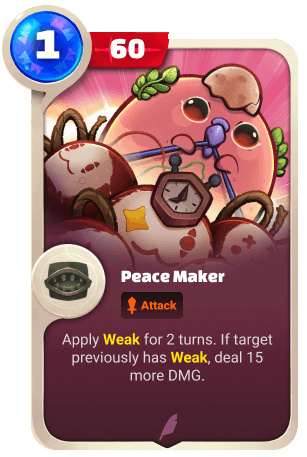 1
60
Peace Maker
Attack
Apply Weak for 2 turns. If target
previously has Weak, deal 15
more DMG.